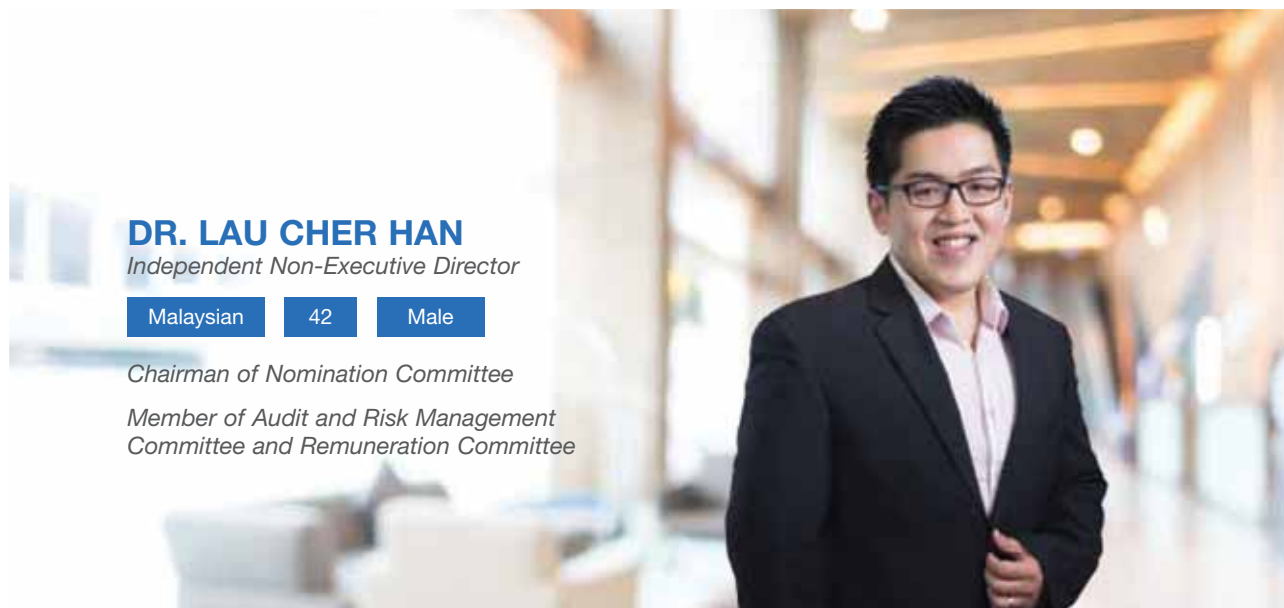 DR. LAU CHER HAN
Independent Non-Executive Director
Malaysian 42 Male
Chairman of Nomination Committee
Member of Audit and Risk Management
Committee and Remuneration Committee